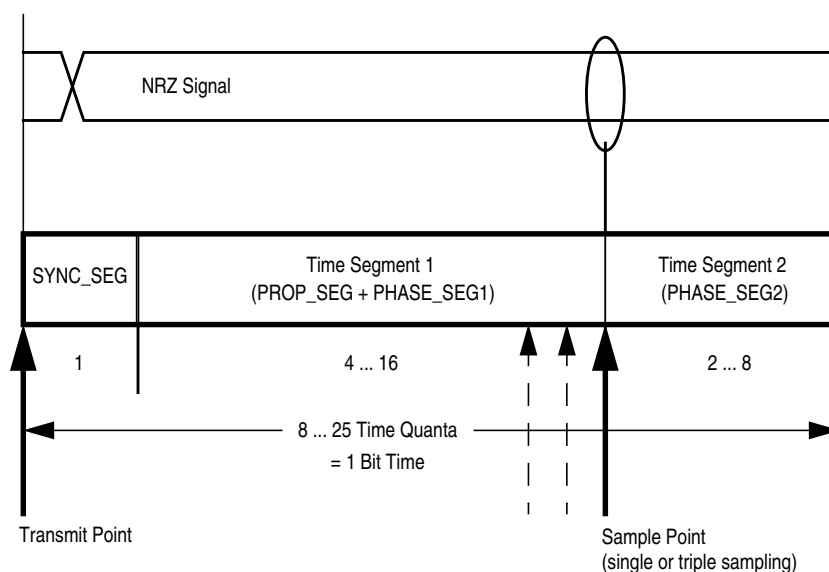 NRZ Signal
SYNC_SEG
Time Segment 1
(PROP_SEG + PHASE_SEG1)
Time Segment 2
(PHASE_SEG2)
1
4 ... 16
2 ... 8
8 ... 25 Time Quanta
= 1 Bit Time
Transmit Point
Sample Point
(single or triple sampling)